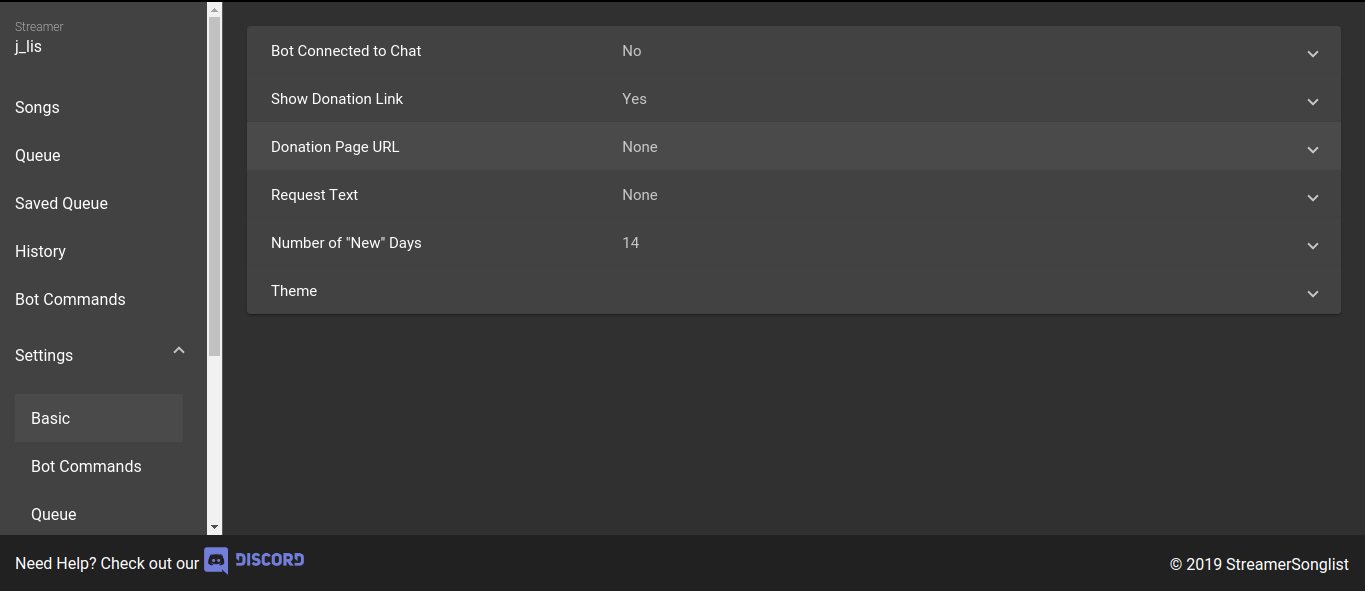 Streamer
j_lis
Songs
Queue
Saved Queue
History
Bot Commands
Settings
Basic
Bot Commands
Queue
Bot Connected to Chat No
Show Donation Link Yes
Donation Page URL None
Request Text None
Number of "New" Days 14
Theme
Need Help? Check out our DISCORD
© 2019 StreamerSonglist